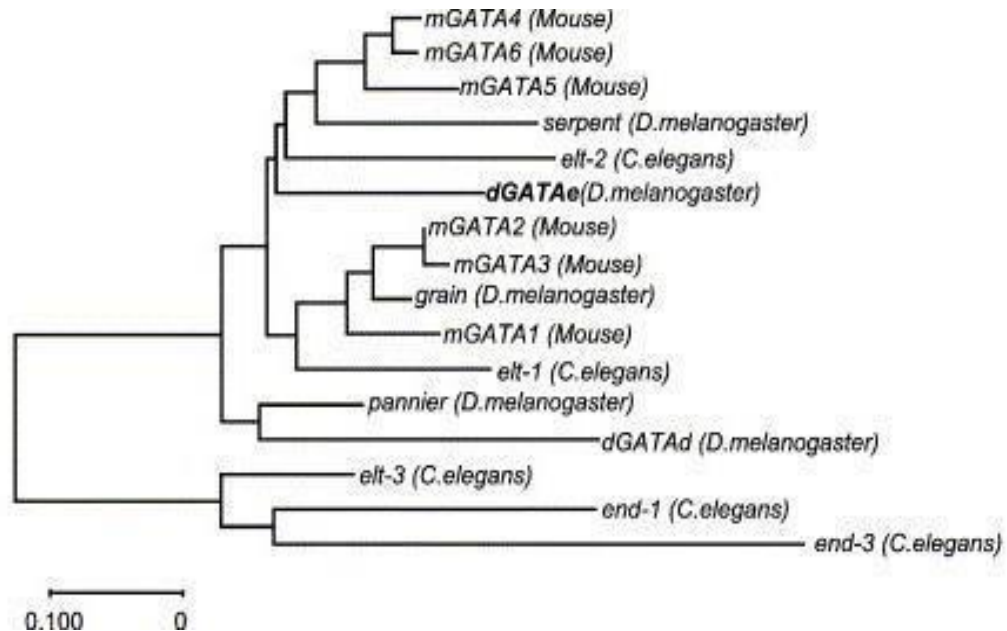 mGATA4 (Mouse)
mGATA6 (Mouse)
mGATA5 (Mouse)
serpent (D.melanogaster)
elt-2 (C.elegans)
dGATAe(D.melanogaster)
mGATA2 (Mouse)
mGATA3 (Mouse)
grain (D.melanogaster)
mGATA1 (Mouse)
elt-1 (C.elegans)
pannier (D.melanogaster)
dGATAd (D.melanogaster)
elt-3 (C.elegans)
end-1 (C.elegans)
end-3 (C.elegans)
0.100 0